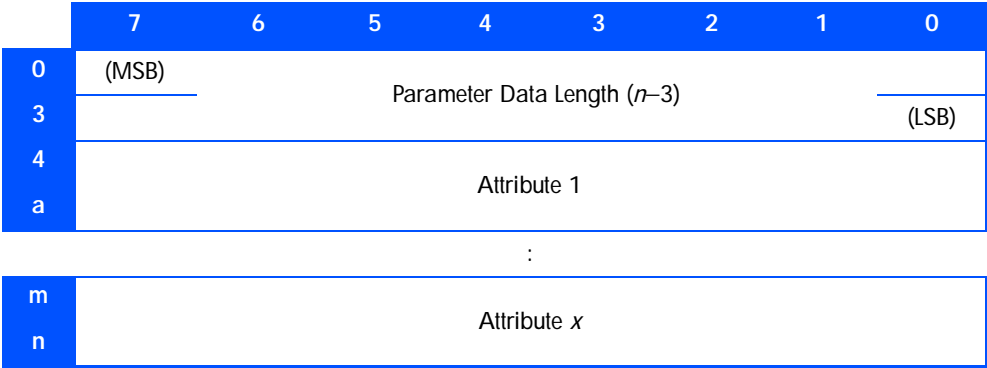 7 6 5 4 3 2 1 0
0 (MSB)
Parameter Data Length (n–3)
3 (LSB)
4
Attribute 1
a
:
m
Attribute x
n